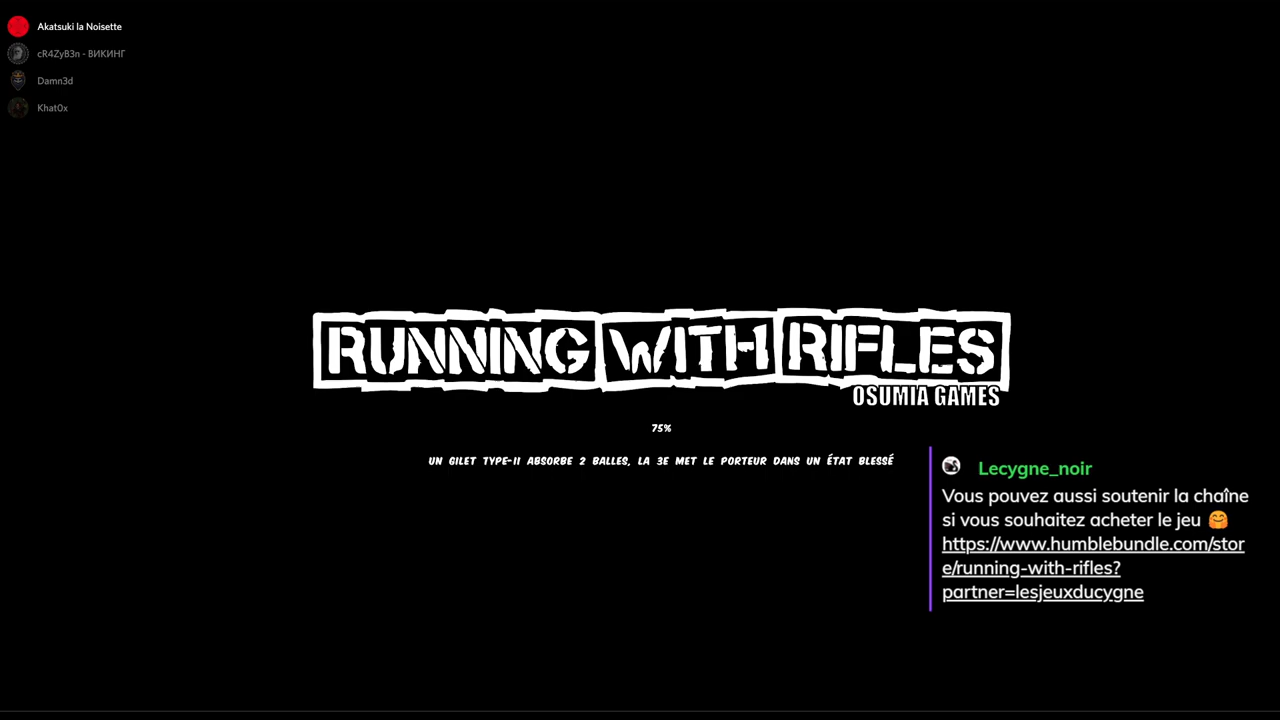 Akatsuki la Noisette
cR4ZyB3n - ВИКИНГ
Damn3d
Khat0x
RUNNING WITH RIFLES
OSUMIA GAMES
75%
UN GILET TYPE-II ABSORBE 2 BALLES, LA 3E MET LE PORTEUR DANS UN ÉTAT BLESSÉ
Lecygne_noir
Vous pouvez aussi soutenir la chaîne
si vous souhaitez acheter le jeu 🤗
https://www.humblebundle.com/stor
e/running-with-rifles?
partner=lesjeuxducygne